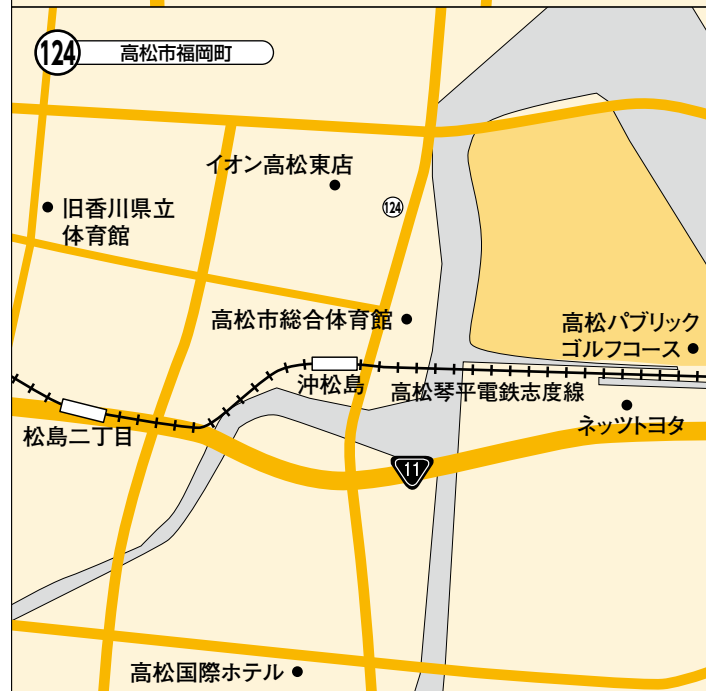 124
高松市福岡町
イオン高松東店
124
旧香川県立
体育館
高松市総合体育館
高松パブリック
ゴルフコース
沖松島
高松琴平電鉄志度線
ネッツトヨタ
松島二丁目
11
高松国際ホテル